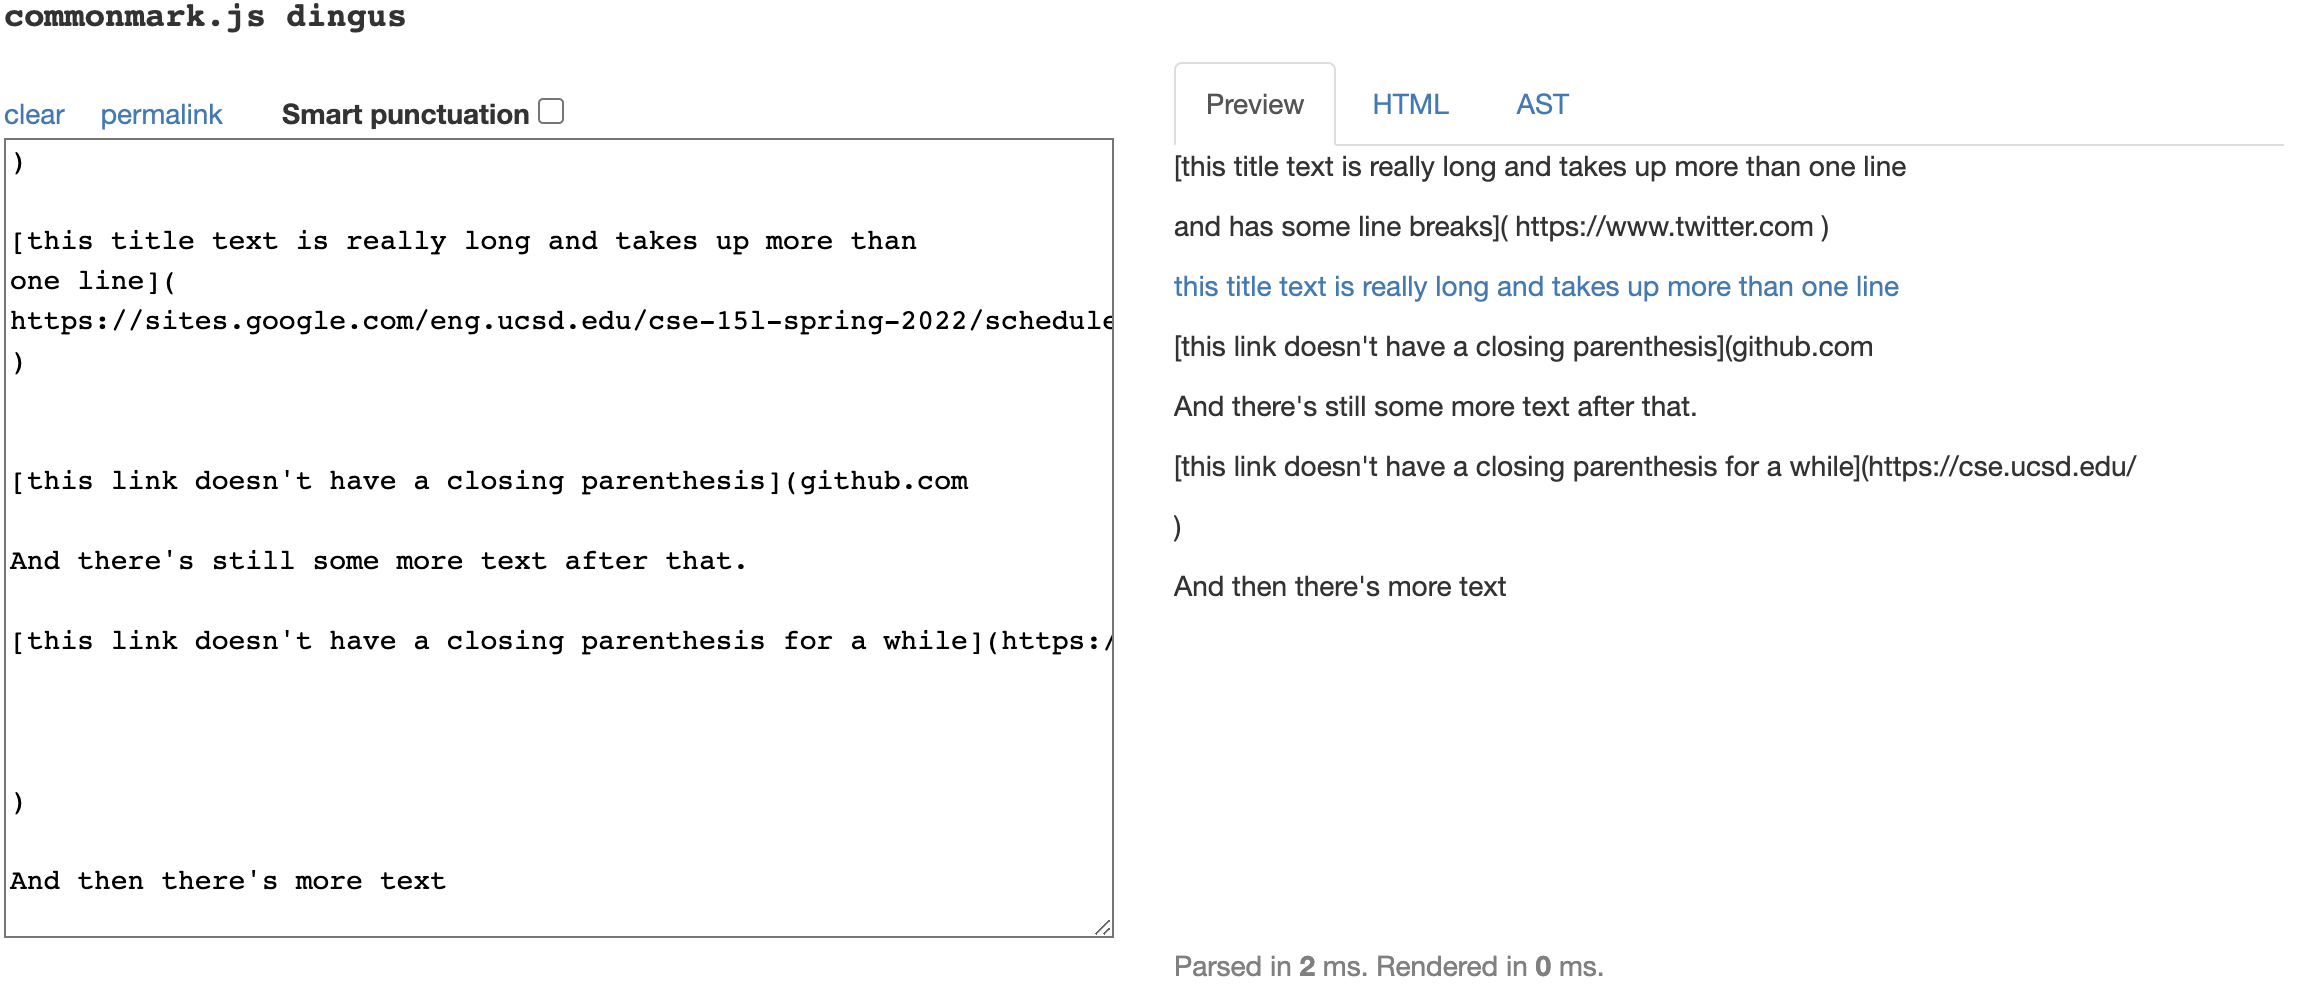 commonmark.js dingus
clear permalink Smart punctuation
)
[this title text is really long and takes up more than
one line](
https://sites.google.com/eng.ucsd.edu/cse-15l-spring-2022/schedule
)
[this link doesn't have a closing parenthesis](github.com
And there's still some more text after that.
[this link doesn't have a closing parenthesis for a while](https:/
)
And then there's more text
Preview HTML AST
[this title text is really long and takes up more than one line
and has some line breaks]( https://www.twitter.com )
this title text is really long and takes up more than one line
[this link doesn't have a closing parenthesis](github.com
And there's still some more text after that.
[this link doesn't have a closing parenthesis for a while](https://cse.ucsd.edu/
)
And then there's more text
Parsed in 2 ms. Rendered in 0 ms.